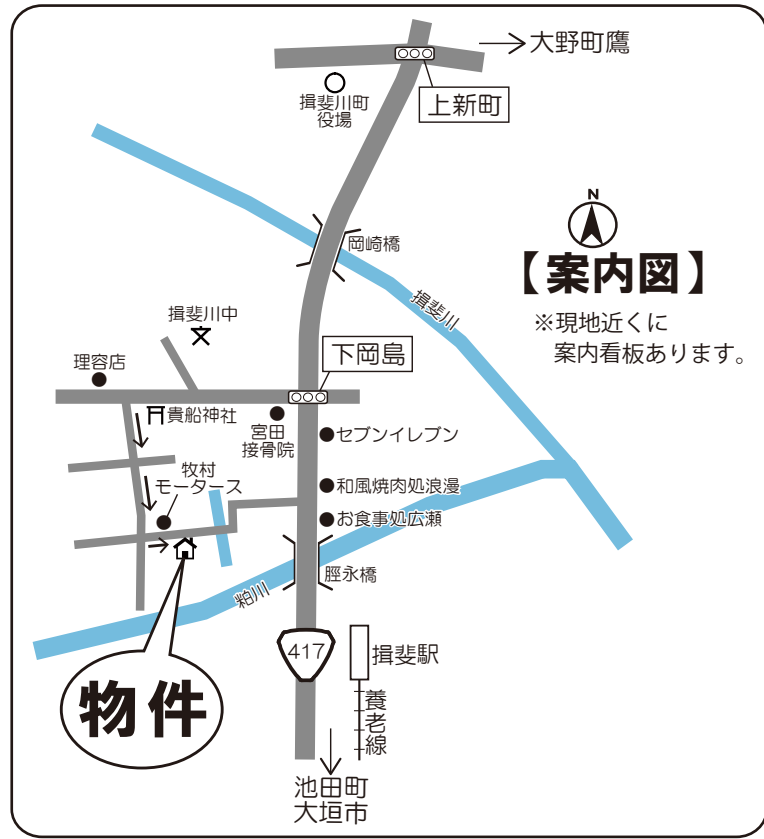 大野町鷹
上新町
揖斐川町
役場
N
岡崎橋
【案内図】
揖斐川
※現地近くに
案内看板あります。
揖斐川中
理容店
下岡島
貴船神社
宮田
接骨院
セブンイレブン
牧村
モータース
和風焼肉処浪漫
お食事処広瀬
脛永橋
粕川
417
揖斐駅
物件
養老線
池田町
大垣市